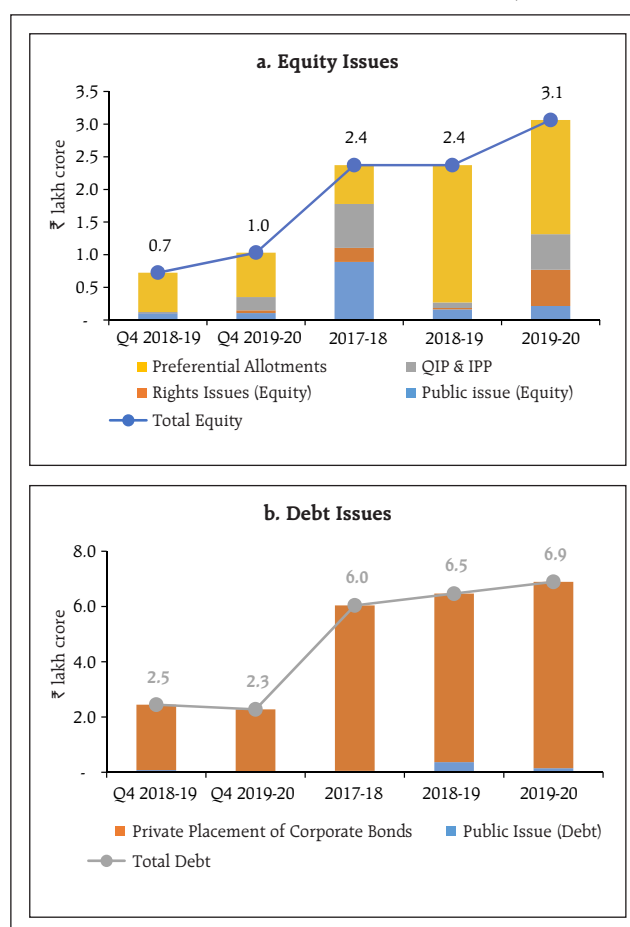 a. Equity Issues
₹ lakh crore
3.5
3.0
2.5
2.0
1.5
1.0
0.5
-
0.7
1.0
2.4
2.4
3.1
Q4 2018-19 Q4 2019-20 2017-18 2018-19 2019-20
Preferential Allotments QIP & IPP
Rights Issues (Equity) Public issue (Equity)
Total Equity
b. Debt Issues
₹ lakh crore
8.0
6.0
4.0
2.0
-
2.5
2.3
6.0
6.5
6.9
Q4 2018-19 Q4 2019-20 2017-18 2018-19 2019-20
Private Placement of Corporate Bonds Public Issue (Debt)
Total Debt